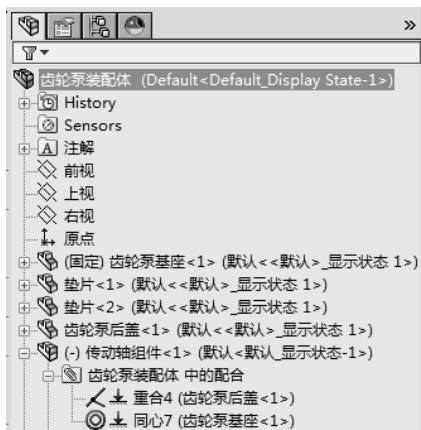 »
齿轮泵装配体 (Default<Default_Display State-1>)
History
Sensors
A 注解
前视
上视
右视
原点
(固定) 齿轮泵基座<1> (默认<<默认>_显示状态 1>)
垫片<1> (默认<<默认>_显示状态 1>)
垫片<2> (默认<<默认>_显示状态 1>)
齿轮泵后盖<1> (默认<<默认>_显示状态 1>)
(-) 传动轴组件<1> (默认<默认_显示状态-1>)
齿轮泵装配体 中的配合
重合4 (齿轮泵后盖<1>)
同心7 (齿轮泵基座<1>)